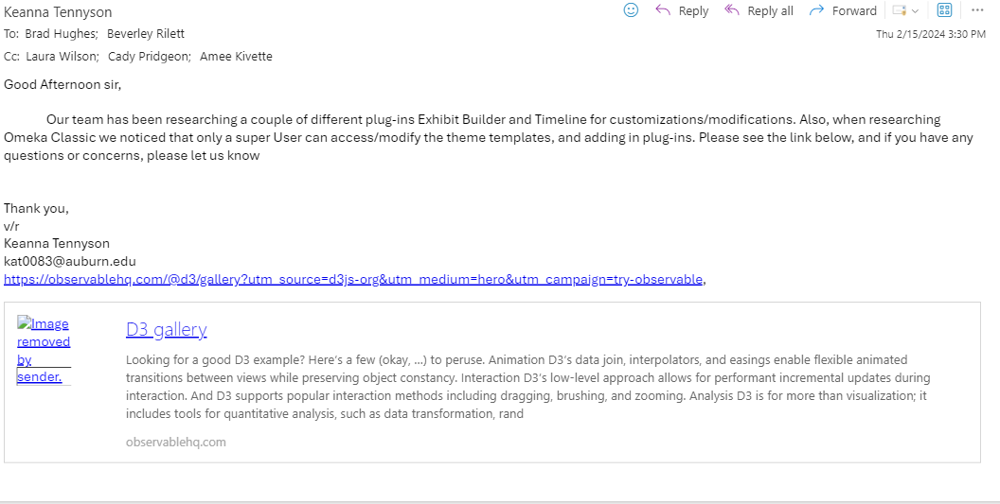 Keanna Tennyson
Reply Reply all Forward
To: Brad Hughes; Beverley Rilett
Thu 2/15/2024 3:30 PM
Cc: Laura Wilson; Cady Pridgeon; Amee Kivette
Good Afternoon sir,
Our team has been researching a couple of different plug-ins Exhibit Builder and Timeline for customizations/modifications. Also, when researching
Omeka Classic we noticed that only a super User can access/modify the theme templates, and adding in plug-ins. Please see the link below, and if you have any
questions or concerns, please let us know
Thank you,
v/r
Keanna Tennyson
kat0083@auburn.edu
https://observablehq.com/@d3/gallery?utm_source=d3js-org&utm_medium=hero&utm_campaign=try-observable,
Image
removed
by
sender.
D3 gallery
Looking for a good D3 example? Here's a few (okay, …) to peruse. Animation D3's data join, interpolators, and easings enable flexible animated
transitions between views while preserving object constancy. Interaction D3's low-level approach allows for performant incremental updates during
interaction. And D3 supports popular interaction methods including dragging, brushing, and zooming. Analysis D3 is for more than visualization; it
includes tools for quantitative analysis, such as data transformation, rand
observablehq.com